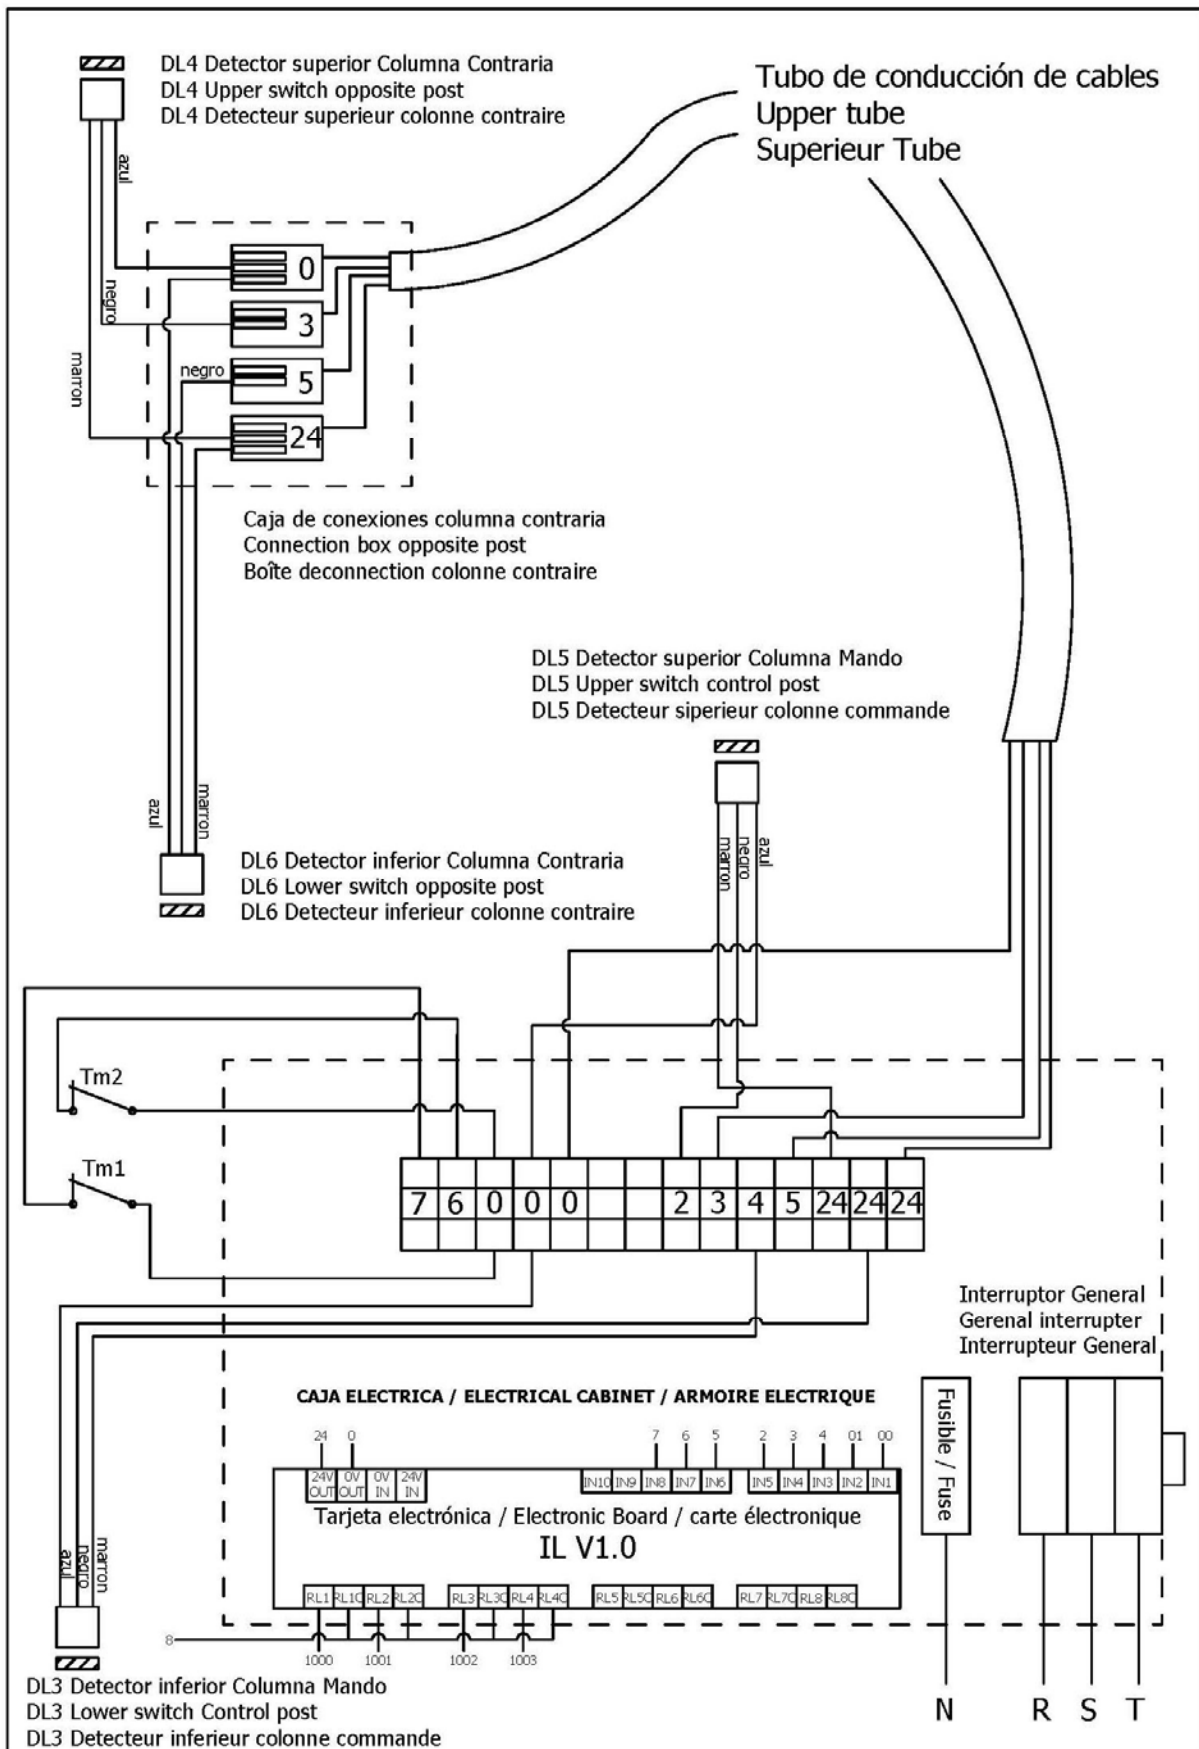 DL4 Detector superior Columna Contraria
DL4 Upper switch opposite post
DL4 Detecteur superieur colonne contraire
Tubo de conducción de cables
Upper tube
Superieur Tube
azul
negro
marron
0
3
negro
5
24
Caja de conexiones columna contraria
Connection box opposite post
Boîte deconnection colonne contraire
DL5 Detector superior Columna Mando
DL5 Upper switch control post
DL5 Detecteur siperieur colonne commande
azul
marron
marron
negro
azul
DL6 Detector inferior Columna Contraria
DL6 Lower switch opposite post
DL6 Detecteur inferieur colonne contraire
Tm2
Tm1
7 6 0 0 0 2 3 4 5 24 24 24
Interruptor General
Gerenal interrupter
Interrupteur General
CAJA ELECTRICA / ELECTRICAL CABINET / ARMOIRE ELECTRIQUE
Fusible / Fuse
24 0 7 6 5 2 3 4 01 00
24V OUT 0V OUT 0V IN 24V IN IN10 IN9 IN8 IN7 IN6 IN5 IN4 IN3 IN2 IN1
Tarjeta electrónica / Electronic Board / carte électronique
IL V1.0
azul
negro
marron
RL1 RL1C RL2 RL2C RL3 RL3C RL4 RL4C RL5 RL5C RL6 RL6C RL7 RL7C RL8 RL8C
8
1000 1001 1002 1003
N R S T
DL3 Detector inferior Columna Mando
DL3 Lower switch Control post
DL3 Detecteur inferieur colonne commande